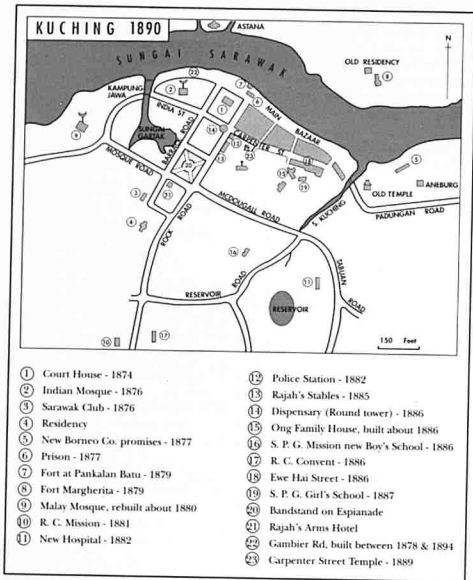 KUCHING 1890
ASTANA
N
SUNGAI SARAWAK
OLD RESIDENCY
KAMPUNG
JAWA
INDIA ST
MAIN
BAZAAR
CARPENTER ST
SUNGAI
GARTAK
BARRACK ROAD
MOSQUE ROAD
OLD TEMPLE
ANEBURG
S. KUCHING
PADUNGAN ROAD
MCDOUGALL ROAD
ROCK ROAD
TABUAN
ROAD
RESERVOIR
ROAD
RESERVOIR
150 Feet
1 Court House - 1874
2 Indian Mosque - 1876
3 Sarawak Club - 1876
4 Residency
5 New Borneo Co. promises - 1877
6 Prison - 1877
7 Fort at Pankalan Batu - 1879
8 Fort Margherita - 1879
9 Malay Mosque, rebuilt about 1880
10 R. C. Mission - 1881
11 New Hospital - 1882
12 Police Station - 1882
13 Rajah's Stables - 1885
14 Dispensary (Round tower) - 1886
15 Ong Family House, built about 1886
16 S. P. G. Mission new Boy's School - 1886
17 R. C. Convent - 1886
18 Ewe Hai Street - 1886
19 S. P. G. Girl's School - 1887
20 Bandstand on Espianade
21 Rajah's Arms Hotel
22 Gambier Rd, built between 1878 & 1894
23 Carpenter Street Temple - 1889